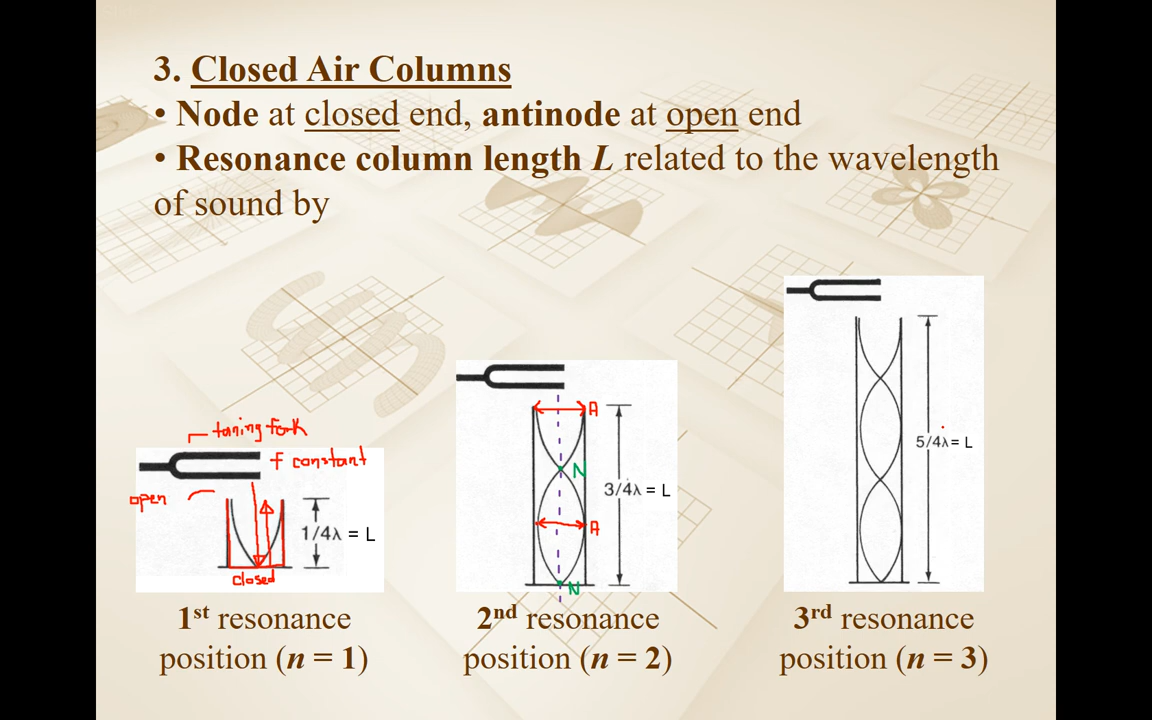 3. Closed Air Columns
• Node at closed end, antinode at open end
• Resonance column length L related to the wavelength
of sound by
tuning fork
f constant
open
1/4λ = L
closed
A
N
3/4λ = L
A
N
5/4λ = L
1st resonance
position (n = 1)
2nd resonance
position (n = 2)
3rd resonance
position (n = 3)